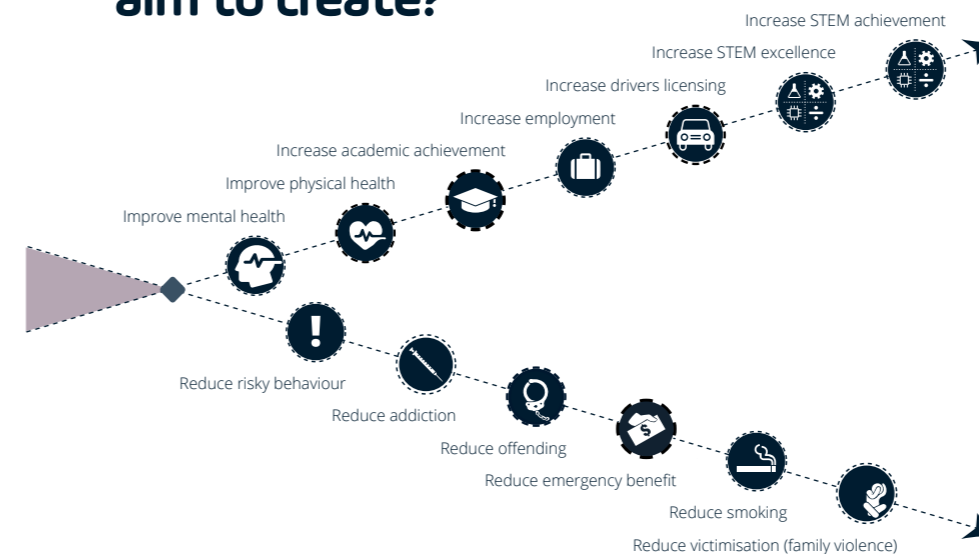 aim to create?
Increase STEM achievement
Increase STEM excellence
Increase drivers licensing
Increase employment
Increase academic achievement
Improve physical health
Improve mental health
Reduce risky behaviour
Reduce addiction
Reduce offending
Reduce emergency benefit
Reduce smoking
Reduce victimisation (family violence)